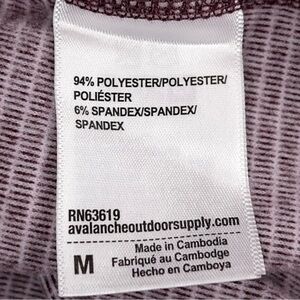 94% POLYESTER/POLYESTER/
POLIÉSTER
6% SPANDEX/SPANDEX/
SPANDEX
RN63619
avalancheoutdoorsupply.com
M
Made in Cambodia
Fabriqué au Cambodge
Hecho en Camboya